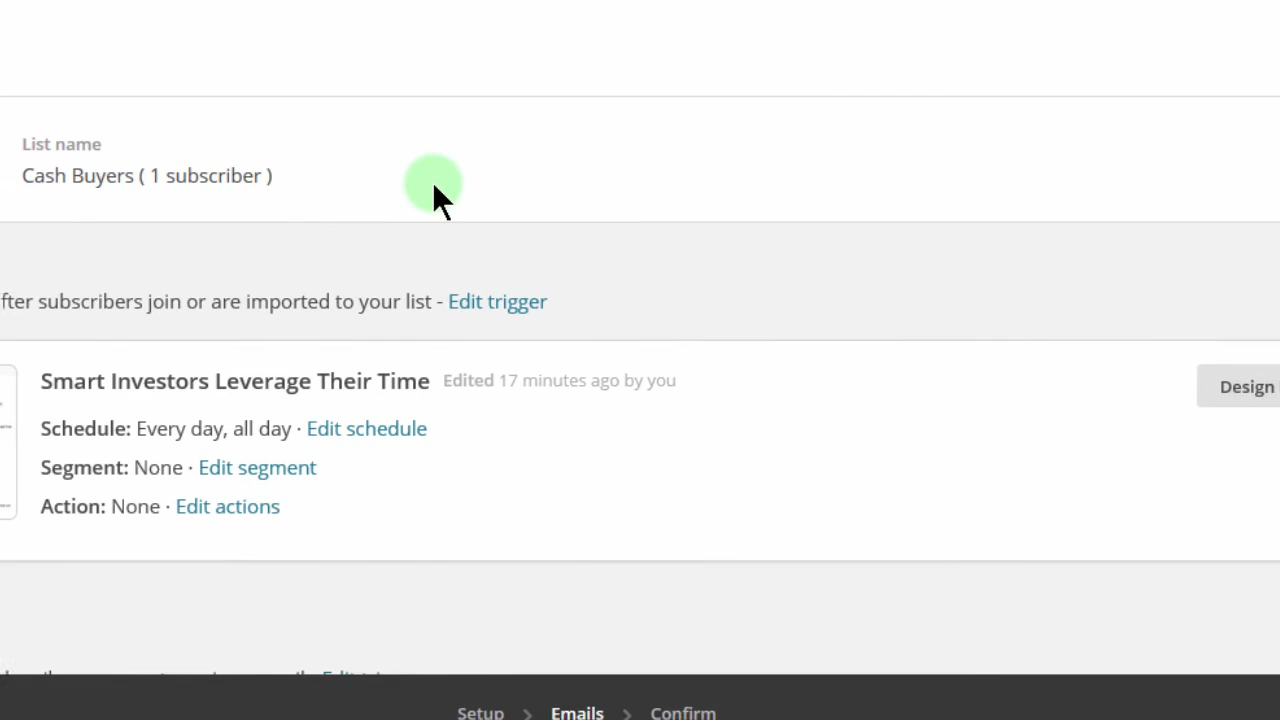 List name
Cash Buyers ( 1 subscriber )
fter subscribers join or are imported to your list - Edit trigger
Smart Investors Leverage Their Time Edited 17 minutes ago by you
Design
Schedule: Every day, all day · Edit schedule
Segment: None · Edit segment
Action: None · Edit actions
Setup > Emails > Confirm